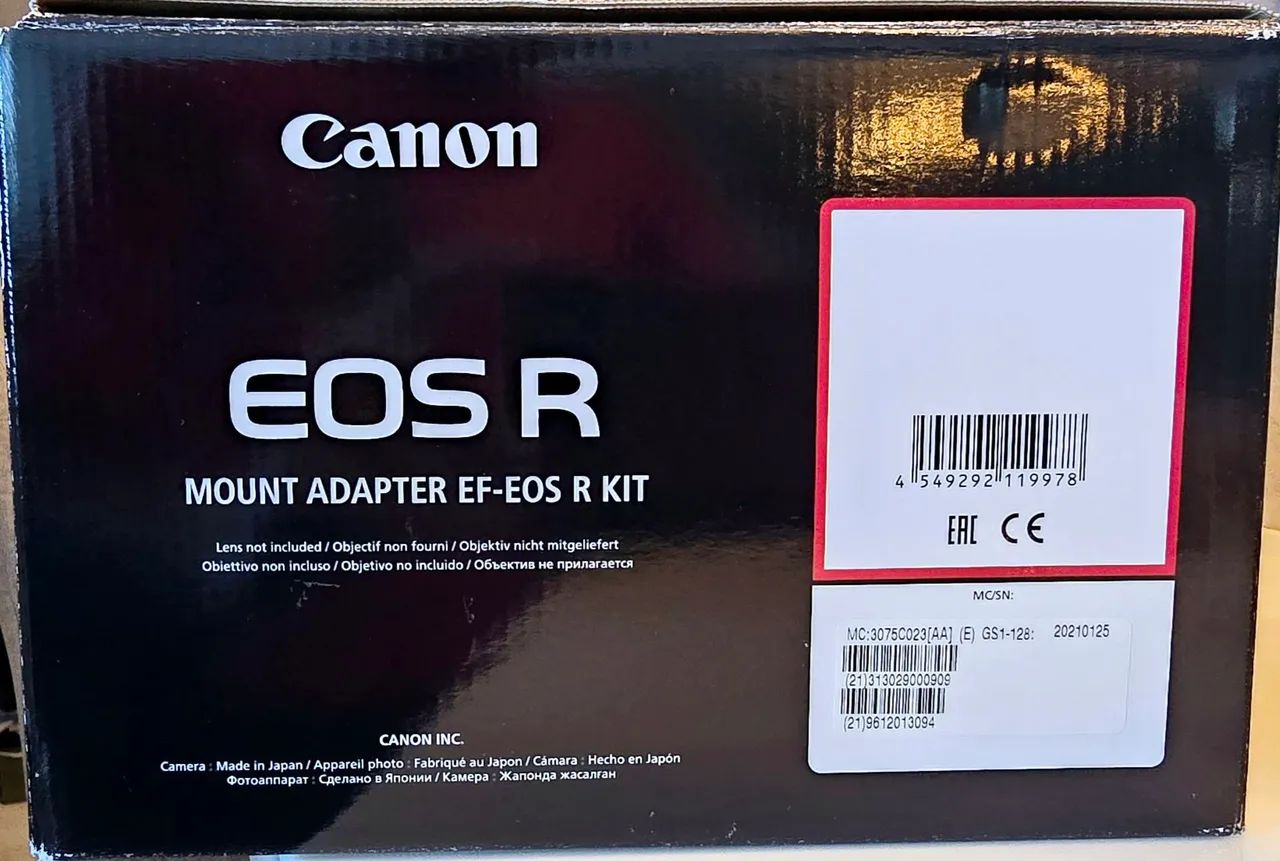 Canon
EOS R
MOUNT ADAPTER EF-EOS R KIT
Lens not included / Objectif non fourni / Objektiv nicht mitgeliefert
Obiettivo non incluso / Objetivo no incluido / Объектив не прилагается
CANON INC.
Camera : Made in Japan / Appareil photo : Fabriqué au Japon / Cámara : Hecho en Japón
Фотоаппарат : Сделано в Японии / Камера : Жапонда жасалған
4 549292 119978
EAC CE
MC/SN:
MC:3075C023[AA] (E) GS1-128: 20210125
(21)313029000909
(21)9612013094